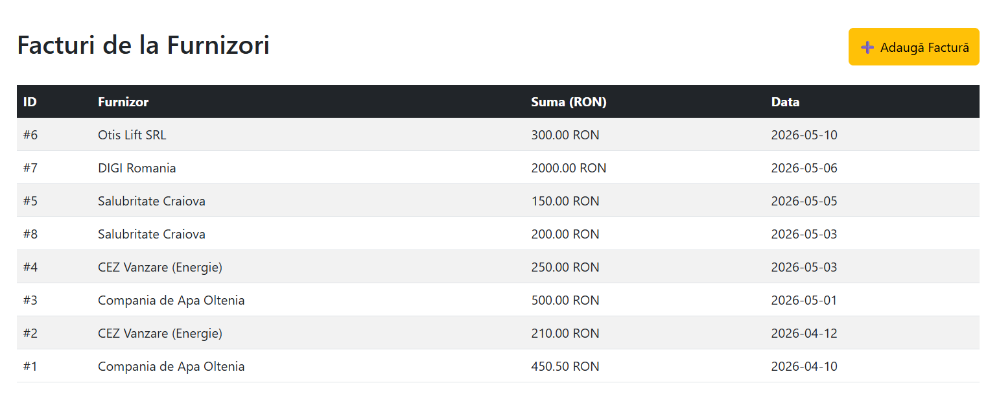 Facturi de la Furnizori
➕ Adaugă Factură
ID Furnizor Suma (RON) Data
#6 Otis Lift SRL 300.00 RON 2026-05-10
#7 DIGI Romania 2000.00 RON 2026-05-06
#5 Salubritate Craiova 150.00 RON 2026-05-05
#8 Salubritate Craiova 200.00 RON 2026-05-03
#4 CEZ Vanzare (Energie) 250.00 RON 2026-05-03
#3 Compania de Apa Oltenia 500.00 RON 2026-05-01
#2 CEZ Vanzare (Energie) 210.00 RON 2026-04-12
#1 Compania de Apa Oltenia 450.50 RON 2026-04-10